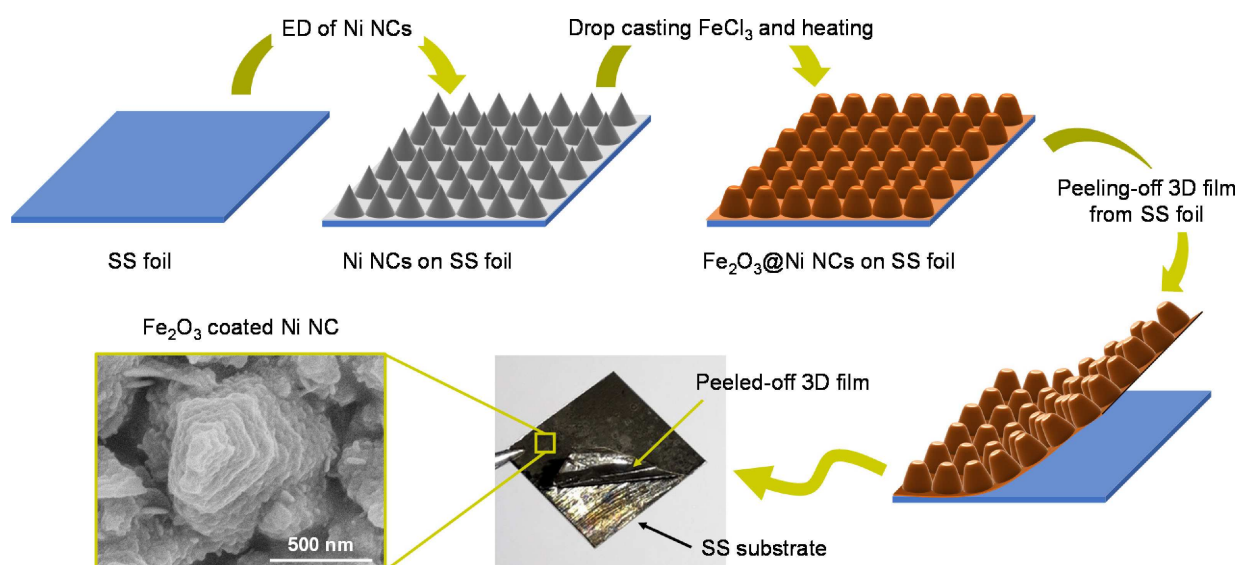 ED of Ni NCs
Drop casting FeCl₃ and heating
Peeling-off 3D film
from SS foil
SS foil
Ni NCs on SS foil
Fe₂O₃@Ni NCs on SS foil
Fe₂O₃ coated Ni NC
Peeled-off 3D film
500 nm
SS substrate